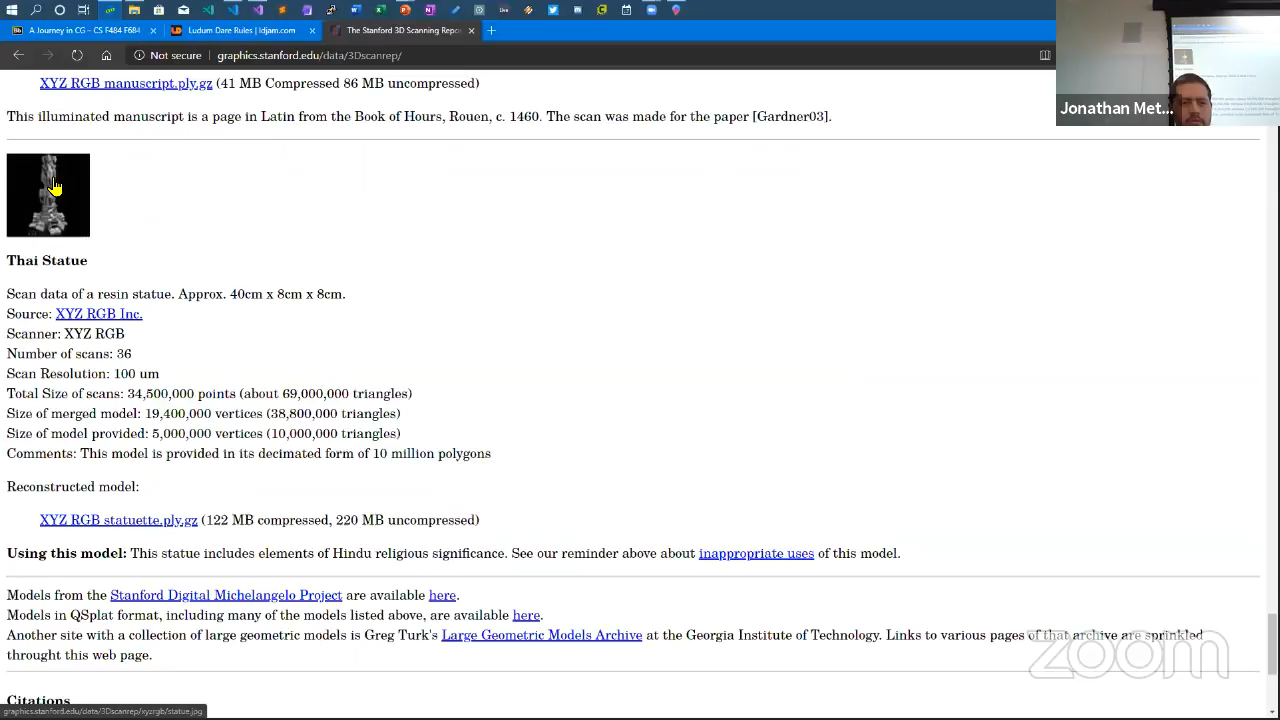 A Journey in CG – CS F484 F684
Ludum Dare Rules | ldjam.com
The Stanford 3D Scanning Repo
Not secure
graphics.stanford.edu/data/3Dscanrep/
Jonathan Met...
XYZ RGB manuscript.ply.gz (41 MB Compressed 86 MB uncompressed)
This illuminated manuscript is a page in Latin from the Book of Hours, Rouen, c. 1460. The scan was made for the paper [Gardner03].
Thai Statue
Scan data of a resin statue. Approx. 40cm x 8cm x 8cm.
Source: XYZ RGB Inc.
Scanner: XYZ RGB
Number of scans: 36
Scan Resolution: 100 um
Total Size of scans: 34,500,000 points (about 69,000,000 triangles)
Size of merged model: 19,400,000 vertices (38,800,000 triangles)
Size of model provided: 5,000,000 vertices (10,000,000 triangles)
Comments: This model is provided in its decimated form of 10 million polygons
Reconstructed model:
XYZ RGB statuette.ply.gz (122 MB compressed, 220 MB uncompressed)
Using this model: This statue includes elements of Hindu religious significance. See our reminder above about inappropriate uses of this model.
Models from the Stanford Digital Michelangelo Project are available here.
Models in QSplat format, including many of the models listed above, are available here.
Another site with a collection of large geometric models is Greg Turk's Large Geometric Models Archive at the Georgia Institute of Technology. Links to various pages of that archive are sprinkled
throught this web page.
zoom
Citations
graphics.stanford.edu/data/3Dscanrep/xyzrgb/statue.jpg